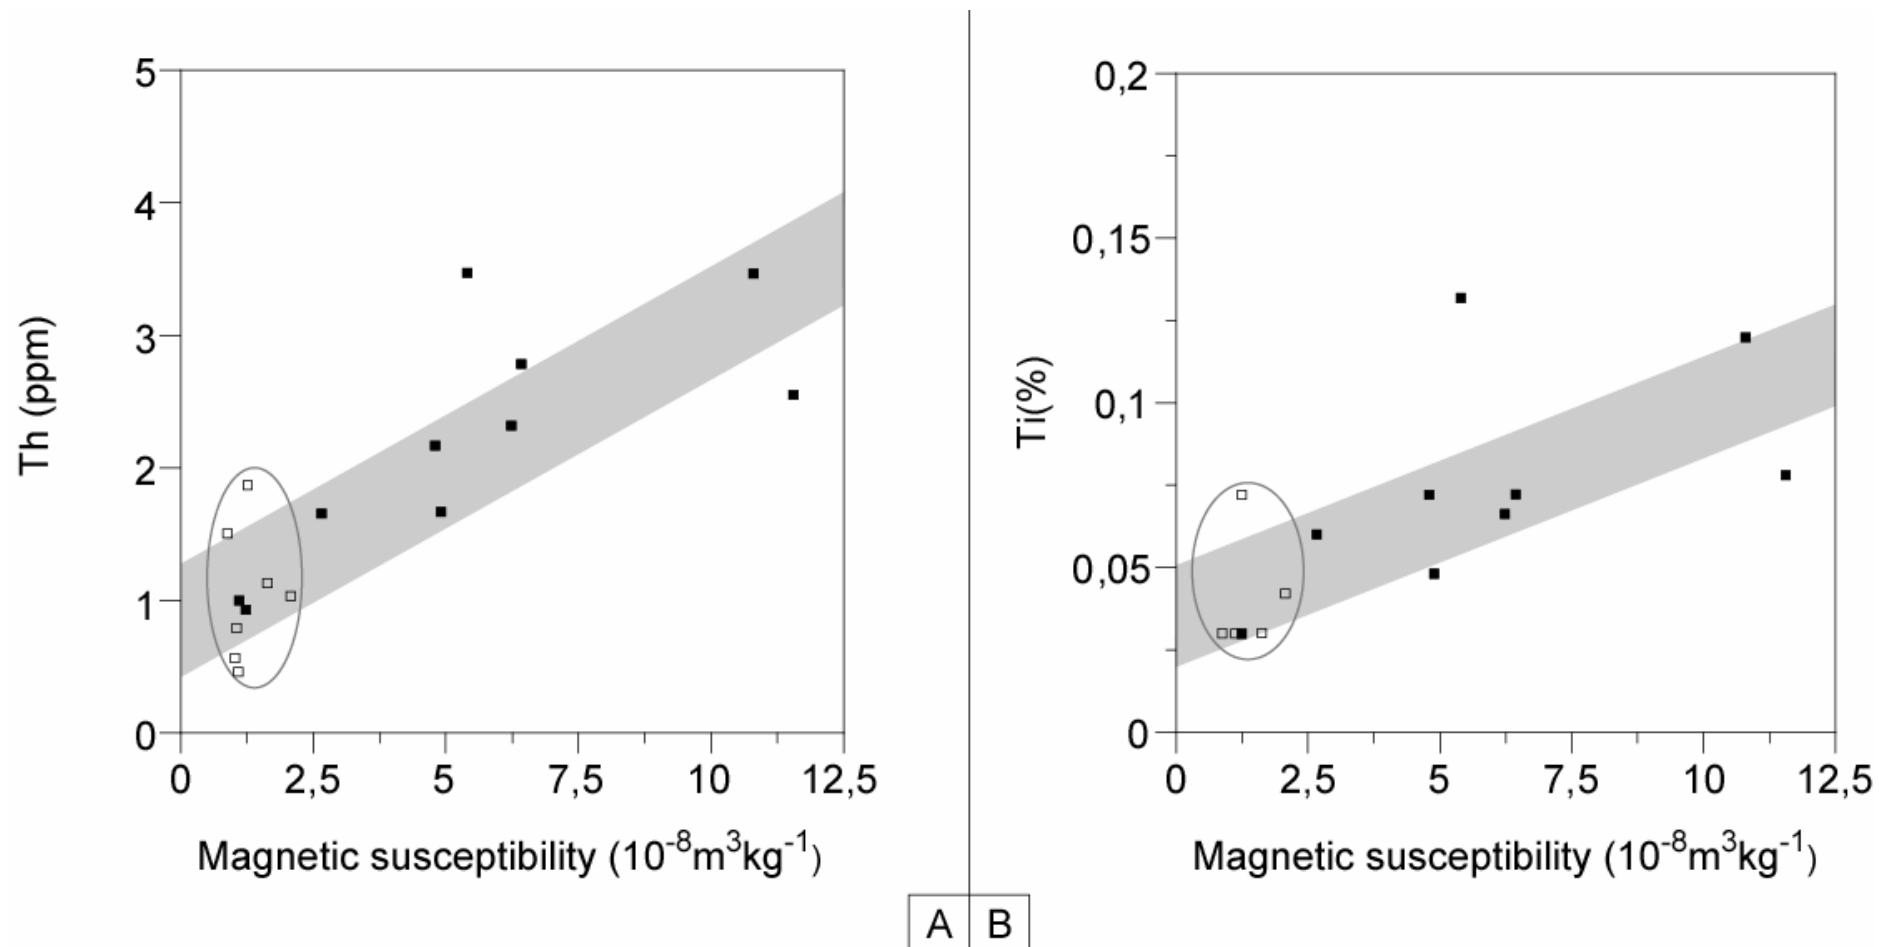 5
4
3
2
1
0
Th (ppm)
0 2,5 5 7,5 10 12,5
Magnetic susceptibility (10⁻⁸m³kg⁻¹)
A
0,2
0,15
0,1
0,05
0
Ti(%)
0 2,5 5 7,5 10 12,5
Magnetic susceptibility (10⁻⁸m³kg⁻¹)
B